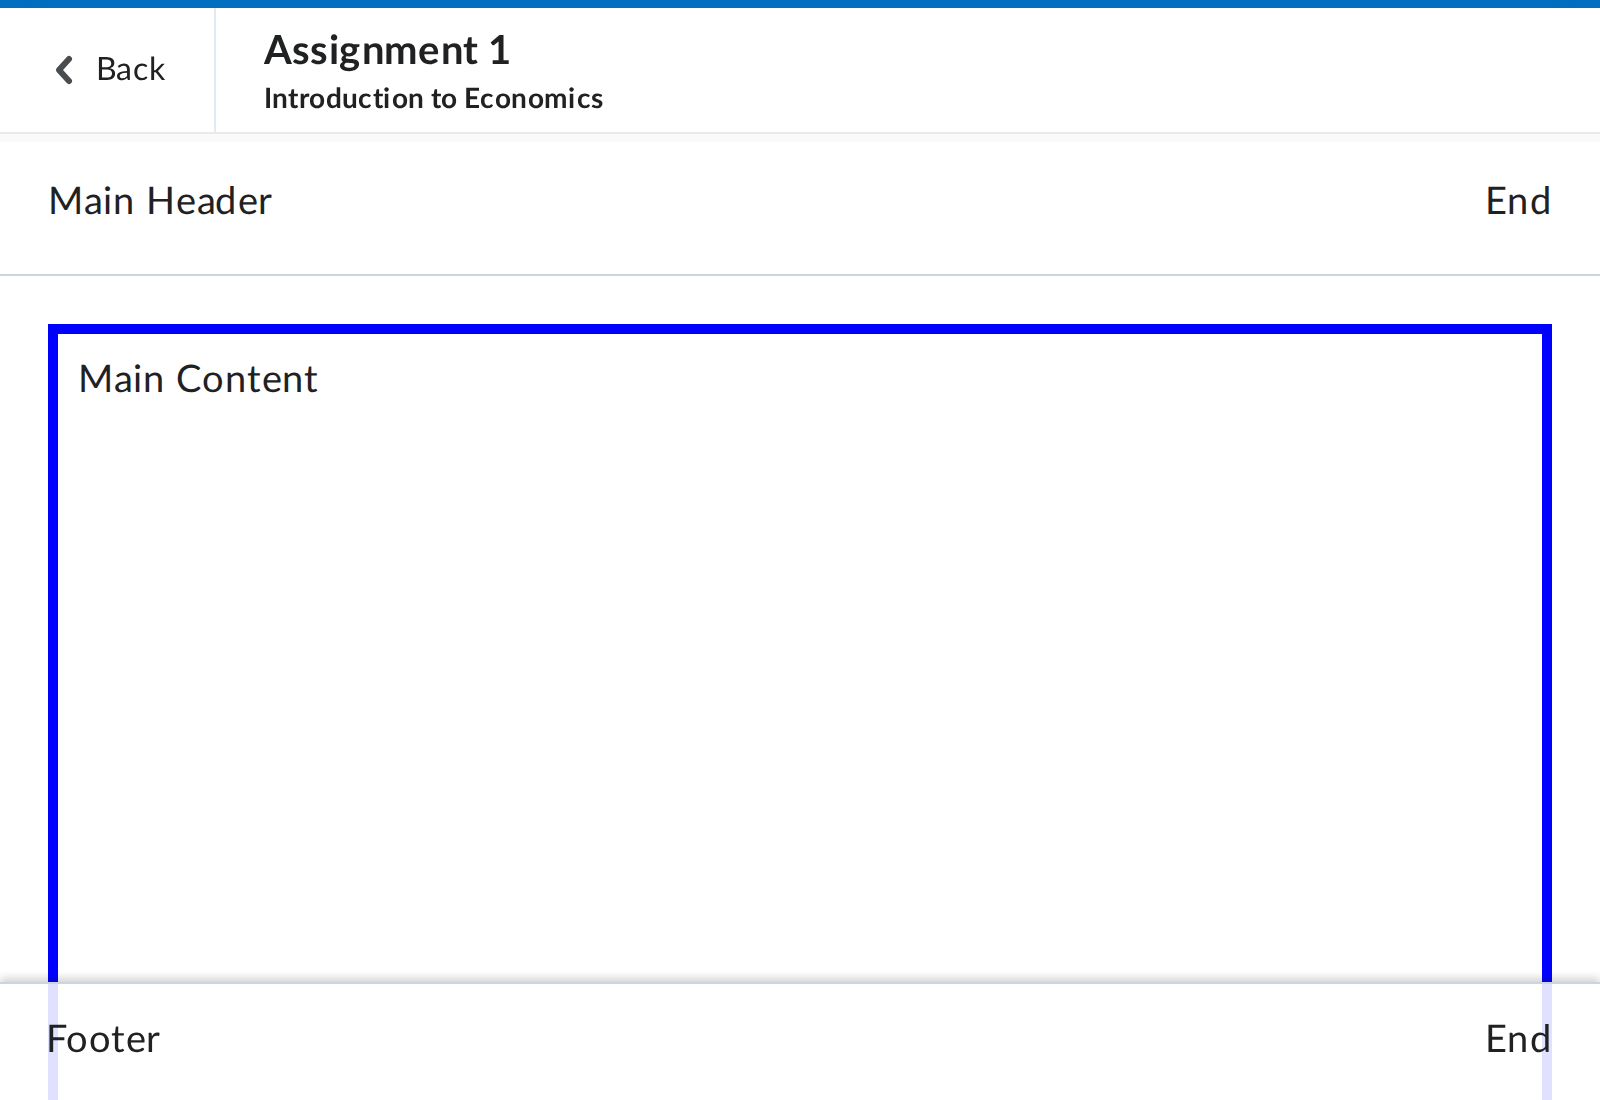 Back
Assignment 1
Introduction to Economics
Main Header
End
Main Content
Footer
End